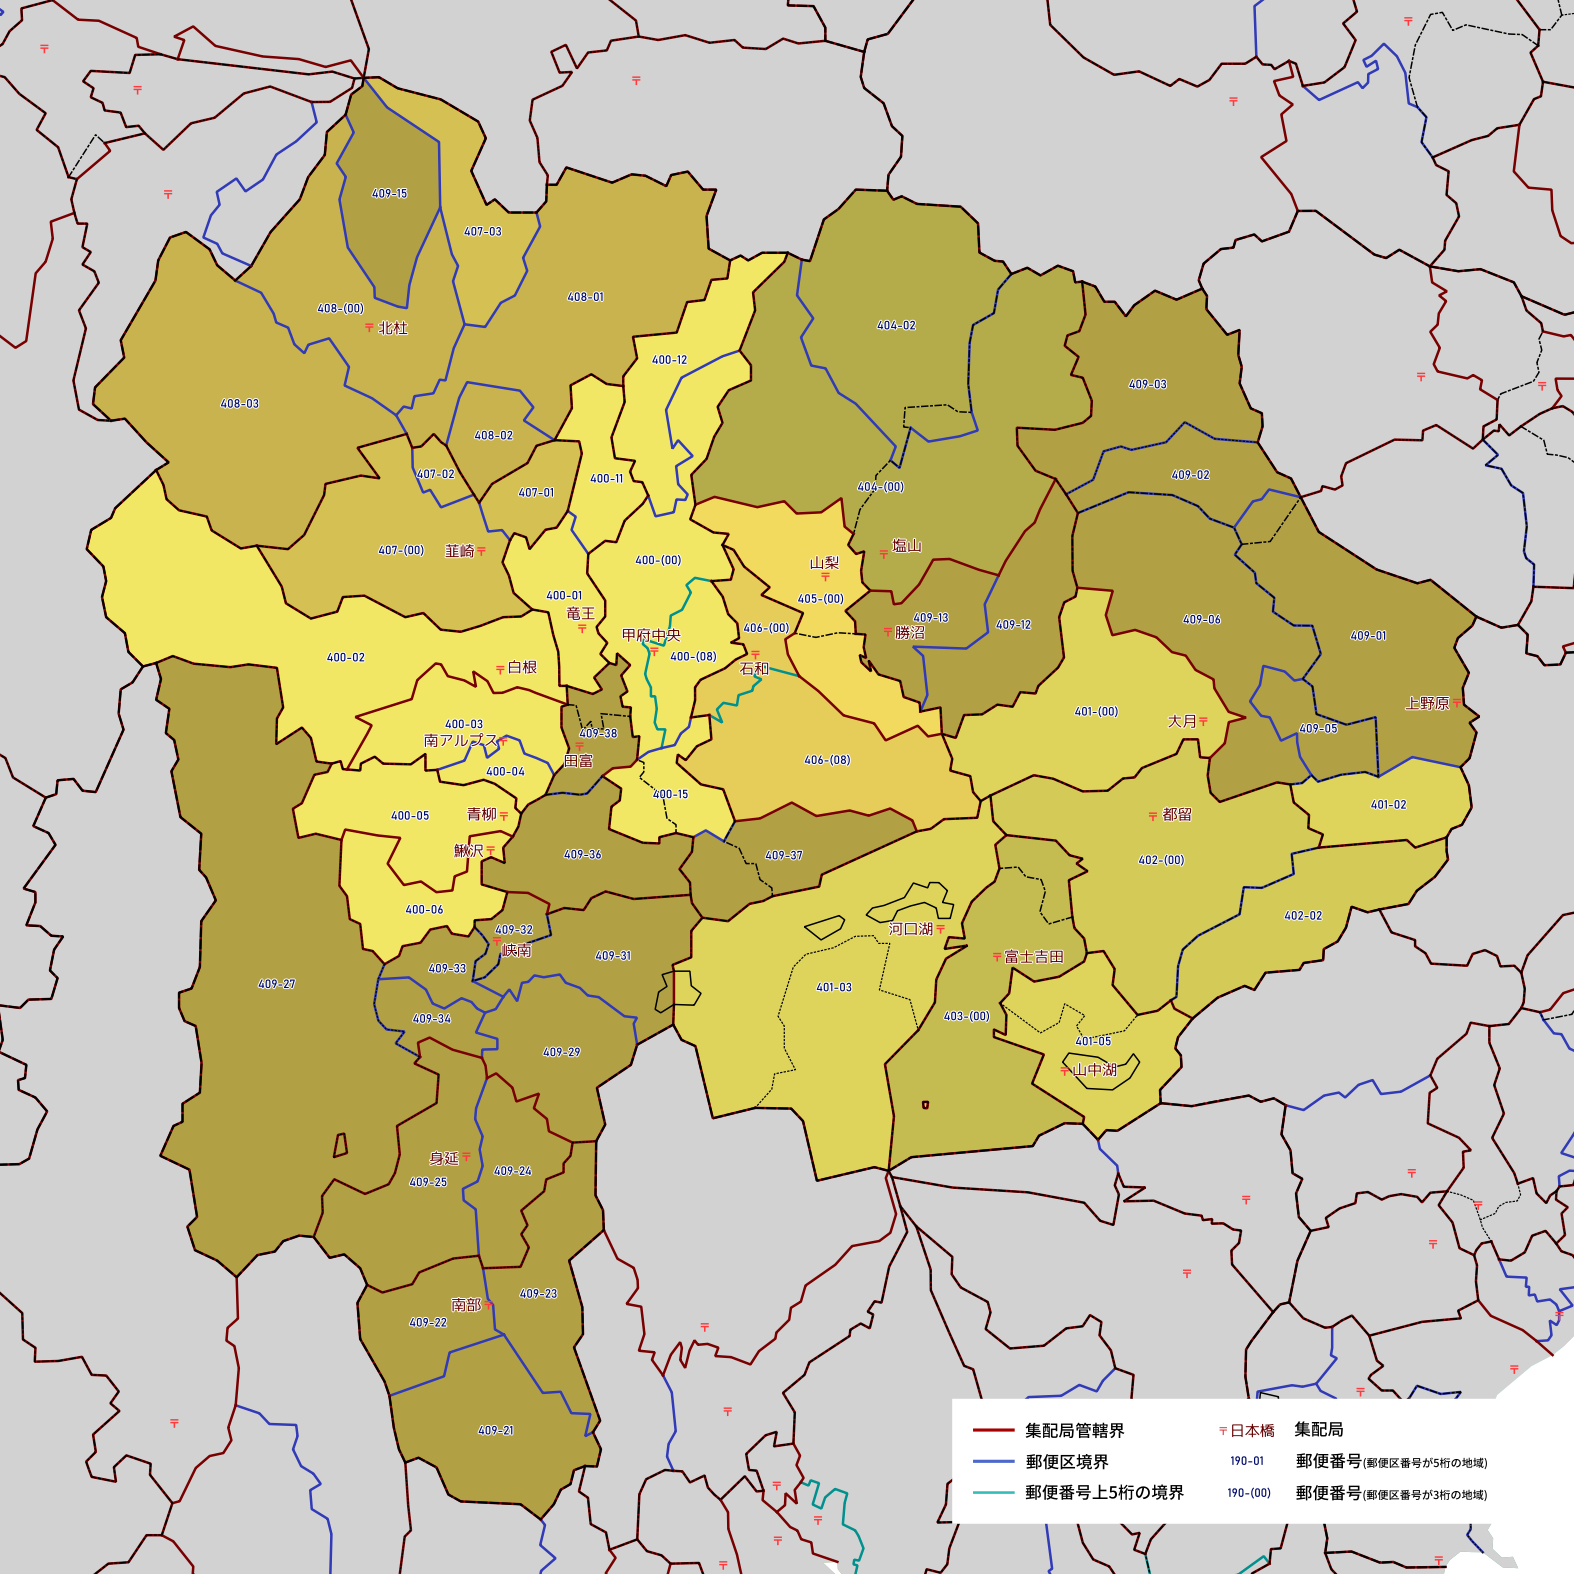 409-15
407-03
408-(00)
北杜
408-01
404-02
400-12
408-03
409-03
408-02
407-02
407-01
400-11
404-(00)
409-02
407-(00)
韮崎
400-(00)
塩山
山梨
400-01
竜王
405-(00)
409-13
勝沼
409-12
409-06
409-01
406-(00)
甲府中央
400-(08)
石和
400-02
白根
上野原
401-(00)
大月
409-05
400-03
南アルプス
409-38
田富
400-04
406-(08)
400-15
401-02
400-05
青柳
都留
鰍沢
409-36
409-37
402-(00)
400-06
409-32
峡南
河口湖
402-02
409-31
409-33
富士吉田
409-27
401-03
409-34
403-(00)
401-05
409-29
山中湖
身延
409-25
409-24
409-23
南部
409-22
409-21
集配局管轄界
〒日本橋
集配局
郵便区境界
190-01
郵便番号(郵便区番号が5桁の地域)
郵便番号上5桁の境界
190-(00)
郵便番号(郵便区番号が3桁の地域)